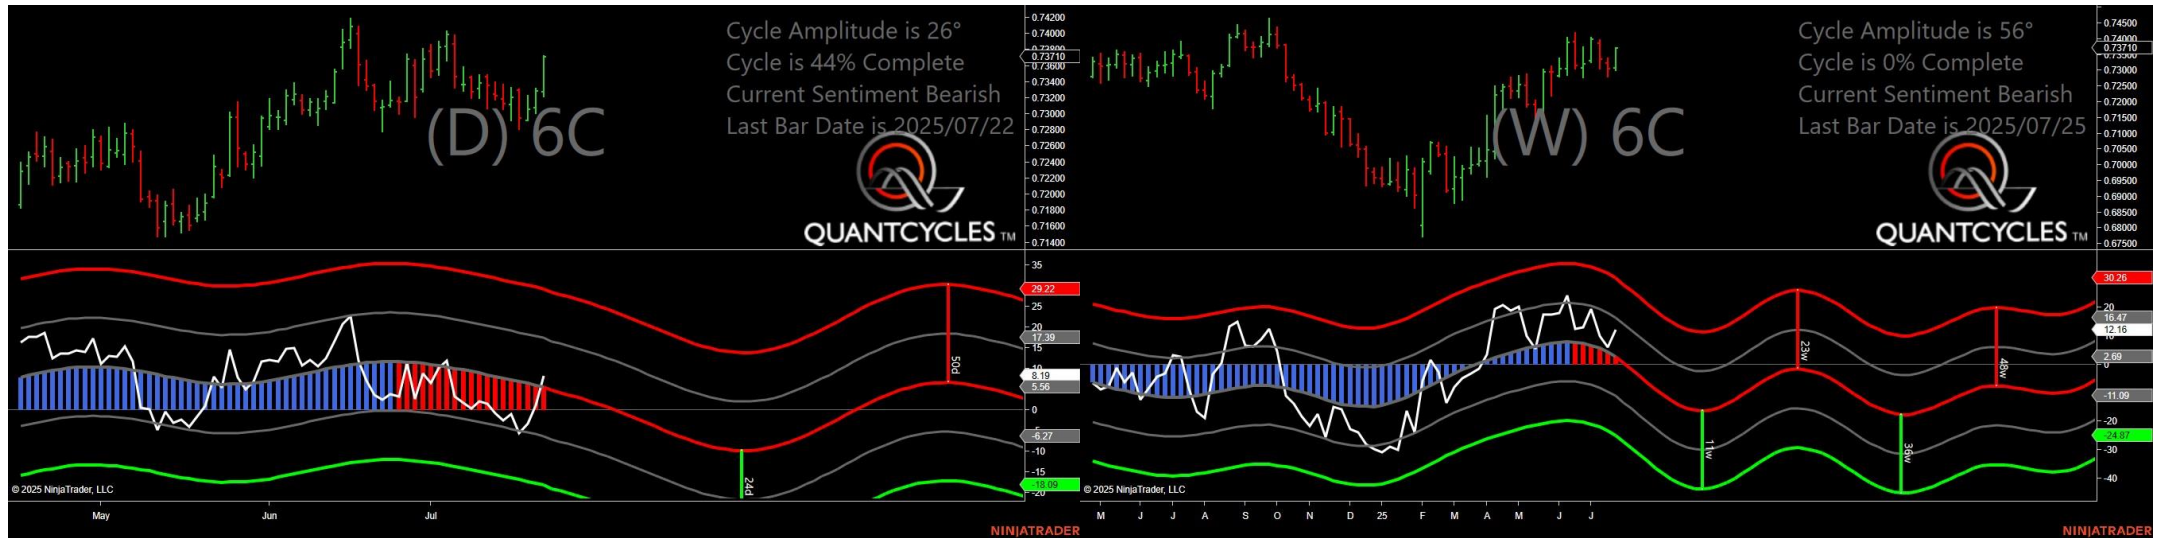 Cycle Amplitude is 26°
Cycle is 44% Complete
Current Sentiment Bearish
Last Bar Date is 2025/07/22
(D) 6C
QUANTCYCLES TM
0.74200
0.74000
0.73710
0.73600
0.73400
0.73200
0.73000
0.72800
0.72600
0.72400
0.72200
0.72000
0.71800
0.71600
0.71400
35
29.22
25
20
17.39
15
10
8.19
5.56
0
-6.27
-10
-15
-18.09
-20
50d
24d
© 2025 NinjaTrader, LLC
May
Jun
Jul
NINJATRADER
Cycle Amplitude is 56°
Cycle is 0% Complete
Current Sentiment Bearish
Last Bar Date is 2025/07/25
(W) 6C
QUANTCYCLES TM
0.74500
0.74000
0.73710
0.73000
0.72500
0.72000
0.71500
0.71000
0.70500
0.70000
0.69500
0.69000
0.68500
0.68000
0.67500
30.26
20
16.47
12.16
2.69
0
-11.09
-20
-24.87
-30
-40
23w
48w
11w
36w
© 2025 NinjaTrader, LLC
M
J
J
A
S
O
N
D
25
F
M
A
M
J
J
NINJATRADER